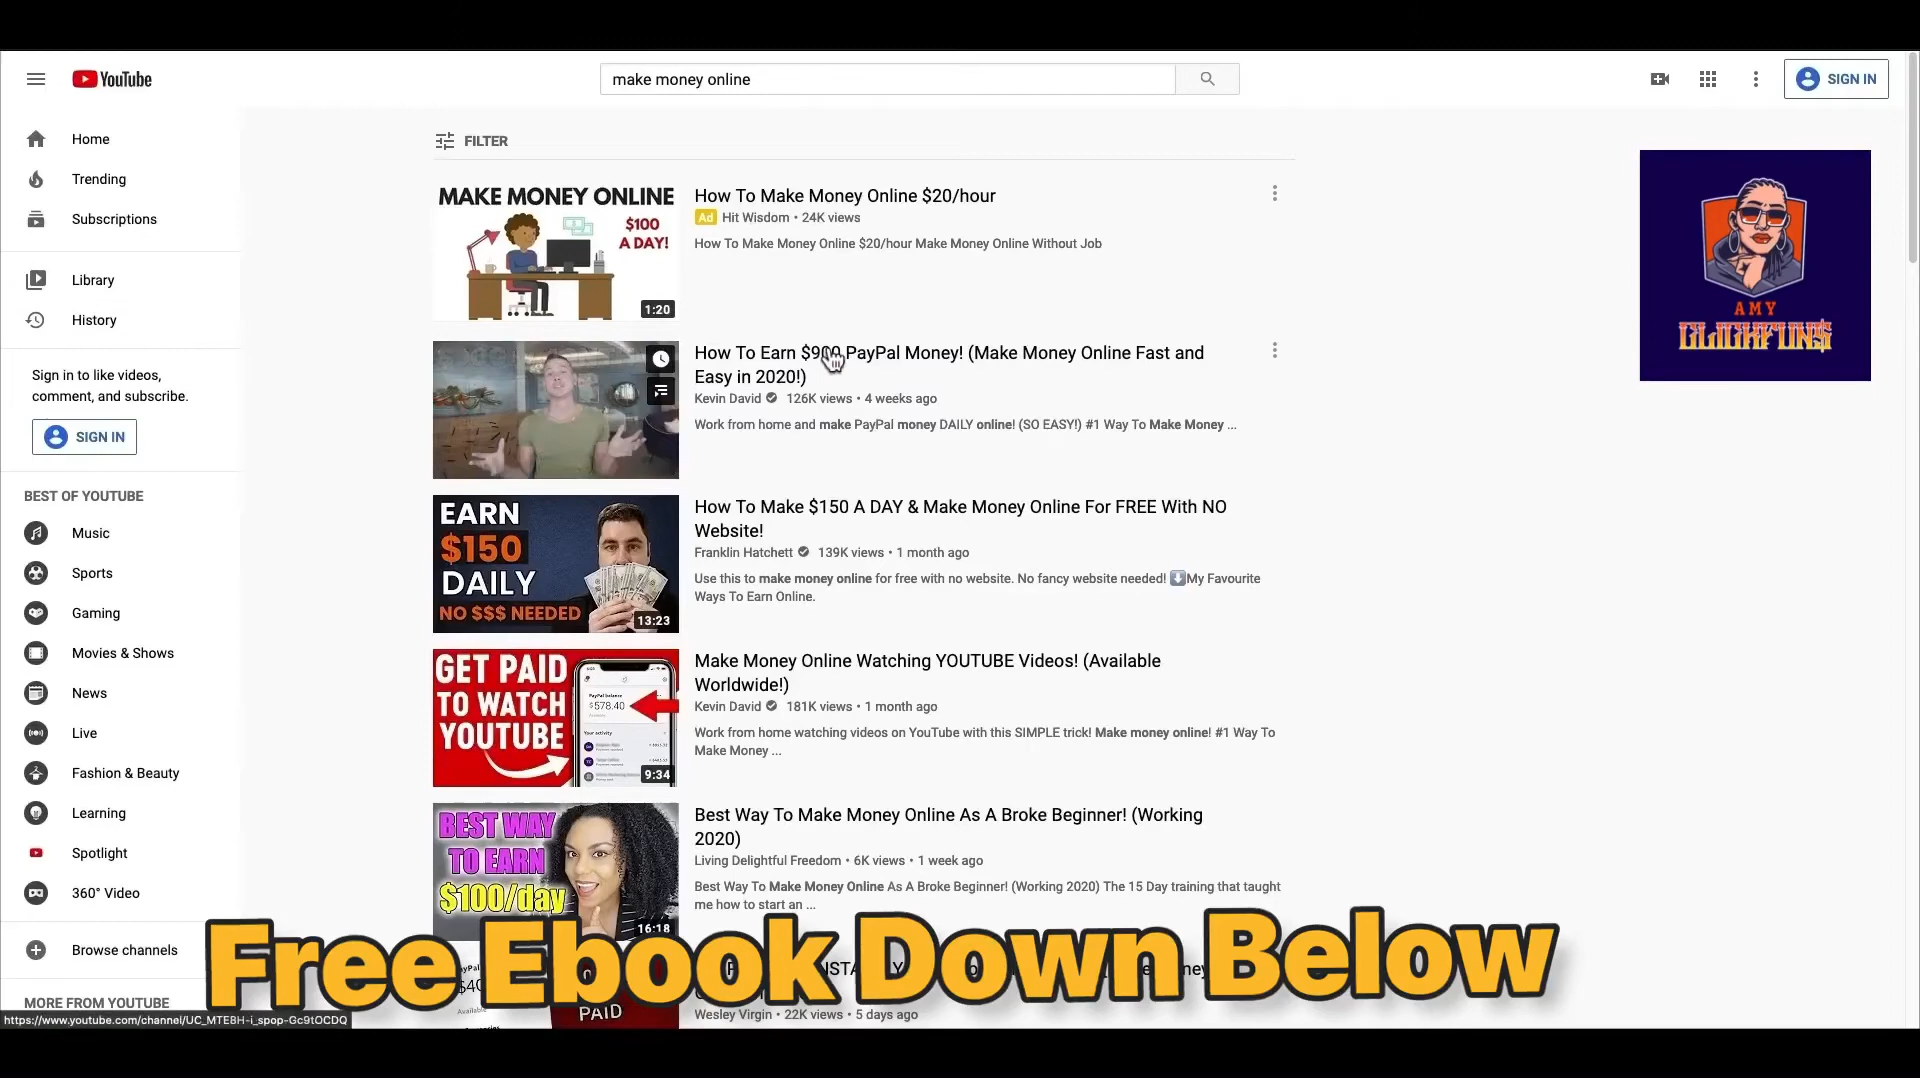 YouTube
make money online
SIGN IN
Home
Trending
Subscriptions
Library
History
Sign in to like videos,
comment, and subscribe.
SIGN IN
BEST OF YOUTUBE
Music
Sports
Gaming
Movies & Shows
News
Live
Fashion & Beauty
Learning
Spotlight
360° Video
Browse channels
MORE FROM YOUTUBE
https://www.youtube.com/channel/UC_MTEBH-i_spop-Gc9tOCDQ
FILTER
MAKE MONEY ONLINE
$100
A DAY!
1:20
How To Make Money Online $20/hour
Ad Hit Wisdom • 24K views
How To Make Money Online $20/hour Make Money Online Without Job
How To Earn $900 PayPal Money! (Make Money Online Fast and
Easy in 2020!)
Kevin David 126K views • 4 weeks ago
Work from home and make PayPal money DAILY online! (SO EASY!) #1 Way To Make Money ...
EARN
$150
DAILY
NO $$$ NEEDED
13:23
How To Make $150 A DAY & Make Money Online For FREE With NO
Website!
Franklin Hatchett 139K views • 1 month ago
Use this to make money online for free with no website. No fancy website needed! ⬇My Favourite
Ways To Earn Online.
GET PAID
TO WATCH
YOUTUBE
PayPal balance
$578.40
Your activity
9:34
Make Money Online Watching YOUTUBE Videos! (Available
Worldwide!)
Kevin David 181K views • 1 month ago
Work from home watching videos on YouTube with this SIMPLE trick! Make money online! #1 Way To
Make Money ...
BEST WAY
TO EARN
$100/day
16:18
Best Way To Make Money Online As A Broke Beginner! (Working
2020)
Living Delightful Freedom • 6K views • 1 week ago
Best Way To Make Money Online As A Broke Beginner! (Working 2020) The 15 Day training that taught
me how to start an ...
PAID
Wesley Virgin • 22K views • 5 days ago
Free Ebook Down Below
AMY
CLICKFUN$